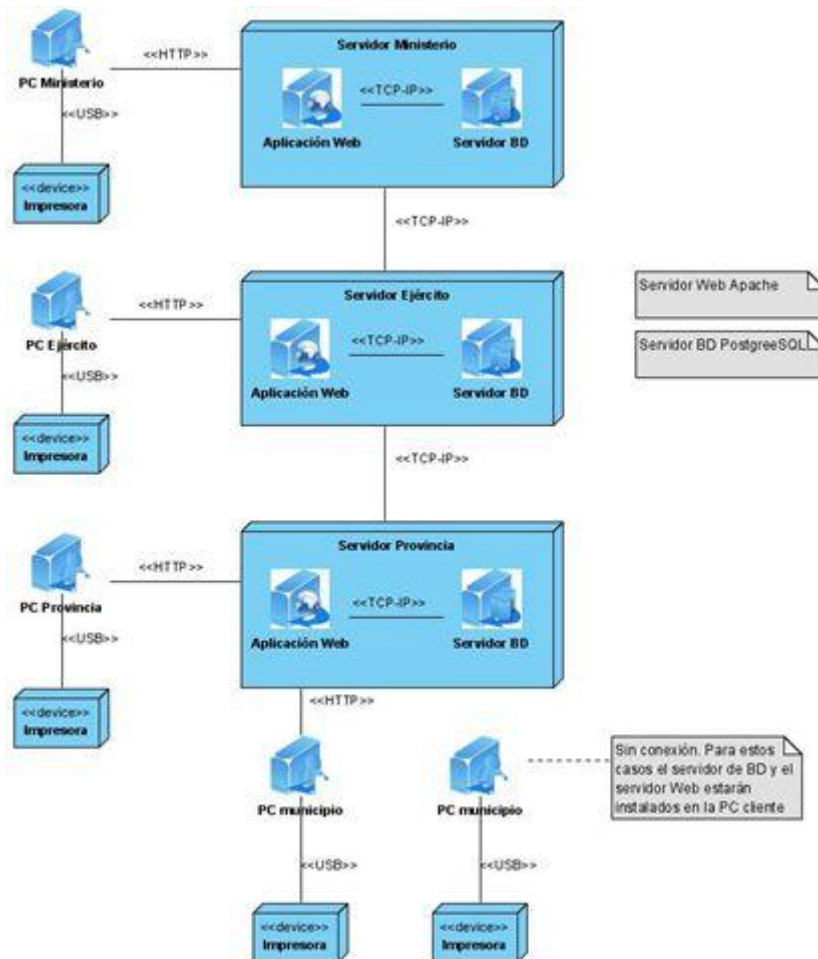 Servidor Ministerio
<<HTTP>>
PC Ministerio
<<TCP-IP>>
Aplicación Web
Servidor BD
<<USB>>
<<device>>
Impresora
<<TCP-IP>>
Servidor Ejército
<<HTTP>>
PC Ejército
<<TCP-IP>>
Aplicación Web
Servidor BD
<<USB>>
<<device>>
Impresora
Servidor Web Apache
Servidor BD PostgreeSQL
<<TCP-IP>>
Servidor Provincia
<<HTTP>>
PC Provincia
<<TCP-IP>>
Aplicación Web
Servidor BD
<<USB>>
<<device>>
Impresora
<<HTTP>>
PC municipio
PC municipio
Sin conexión. Para estos
casos el servidor de BD y el
servidor Web estarán
instalados en la PC cliente
<<USB>>
<<USB>>
<<device>>
Impresora
<<device>>
Impresora